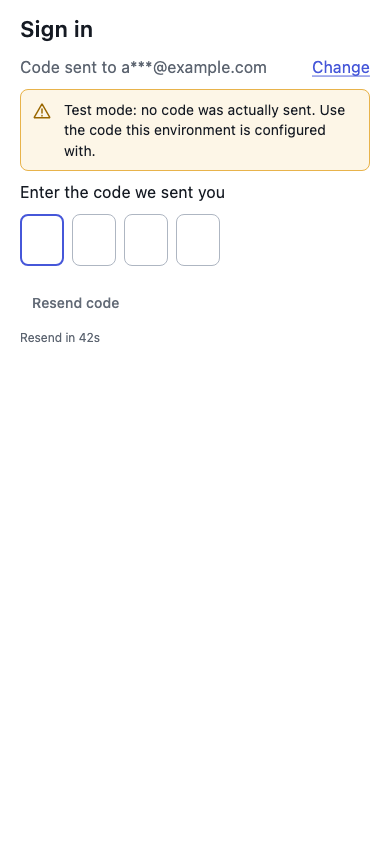 Sign in
Code sent to a***@example.com Change
Test mode: no code was actually sent. Use
the code this environment is configured
with.
Enter the code we sent you
Resend code
Resend in 42s